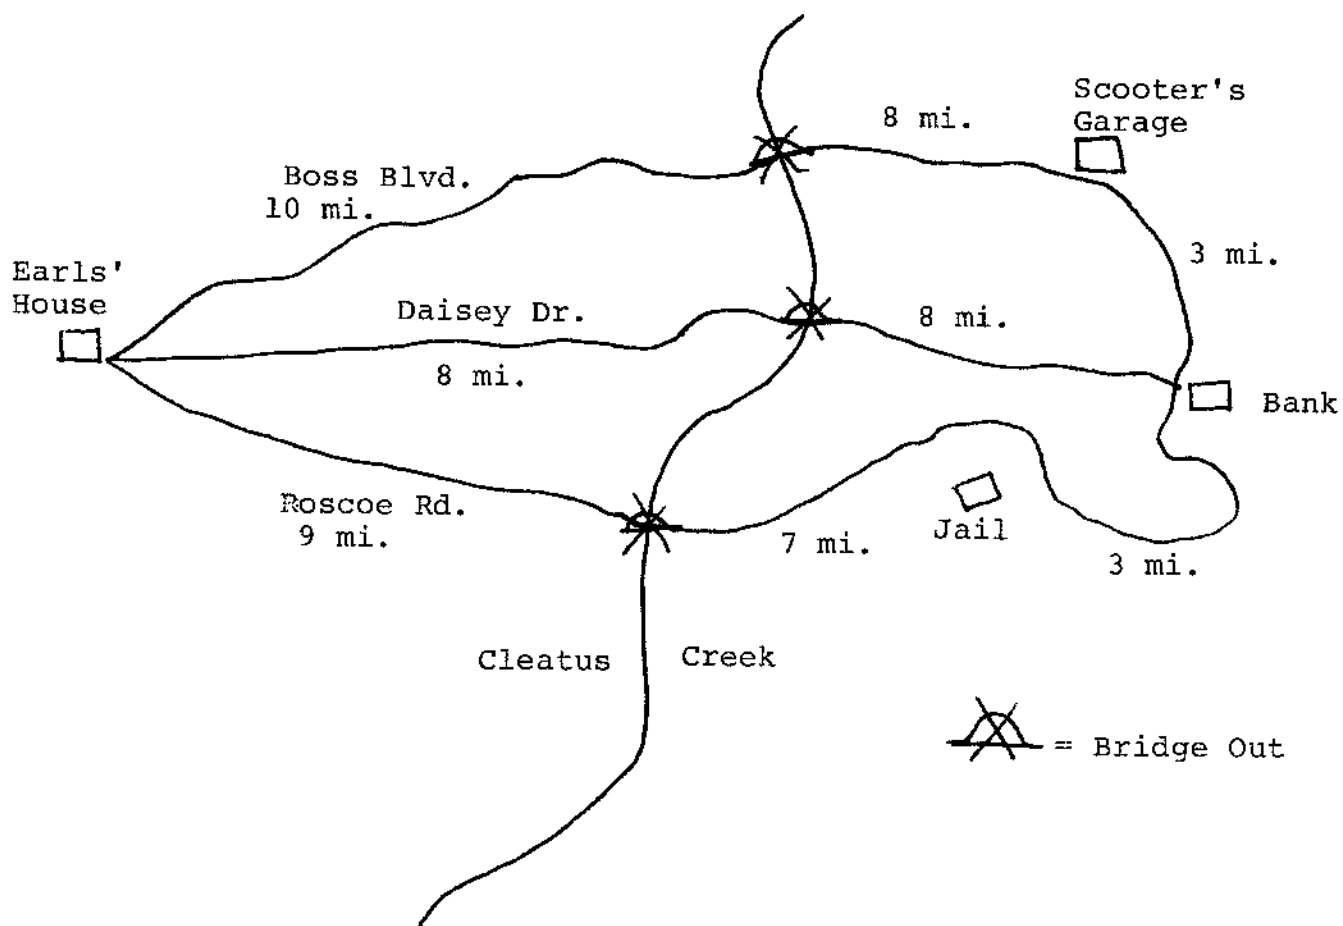 Scooter's
Garage
8 mi.
Boss Blvd.
10 mi.
3 mi.
Earls'
House
Daisey Dr.
8 mi.
8 mi.
Bank
Roscoe Rd.
9 mi.
7 mi.
Jail
3 mi.
Cleatus Creek
= Bridge Out